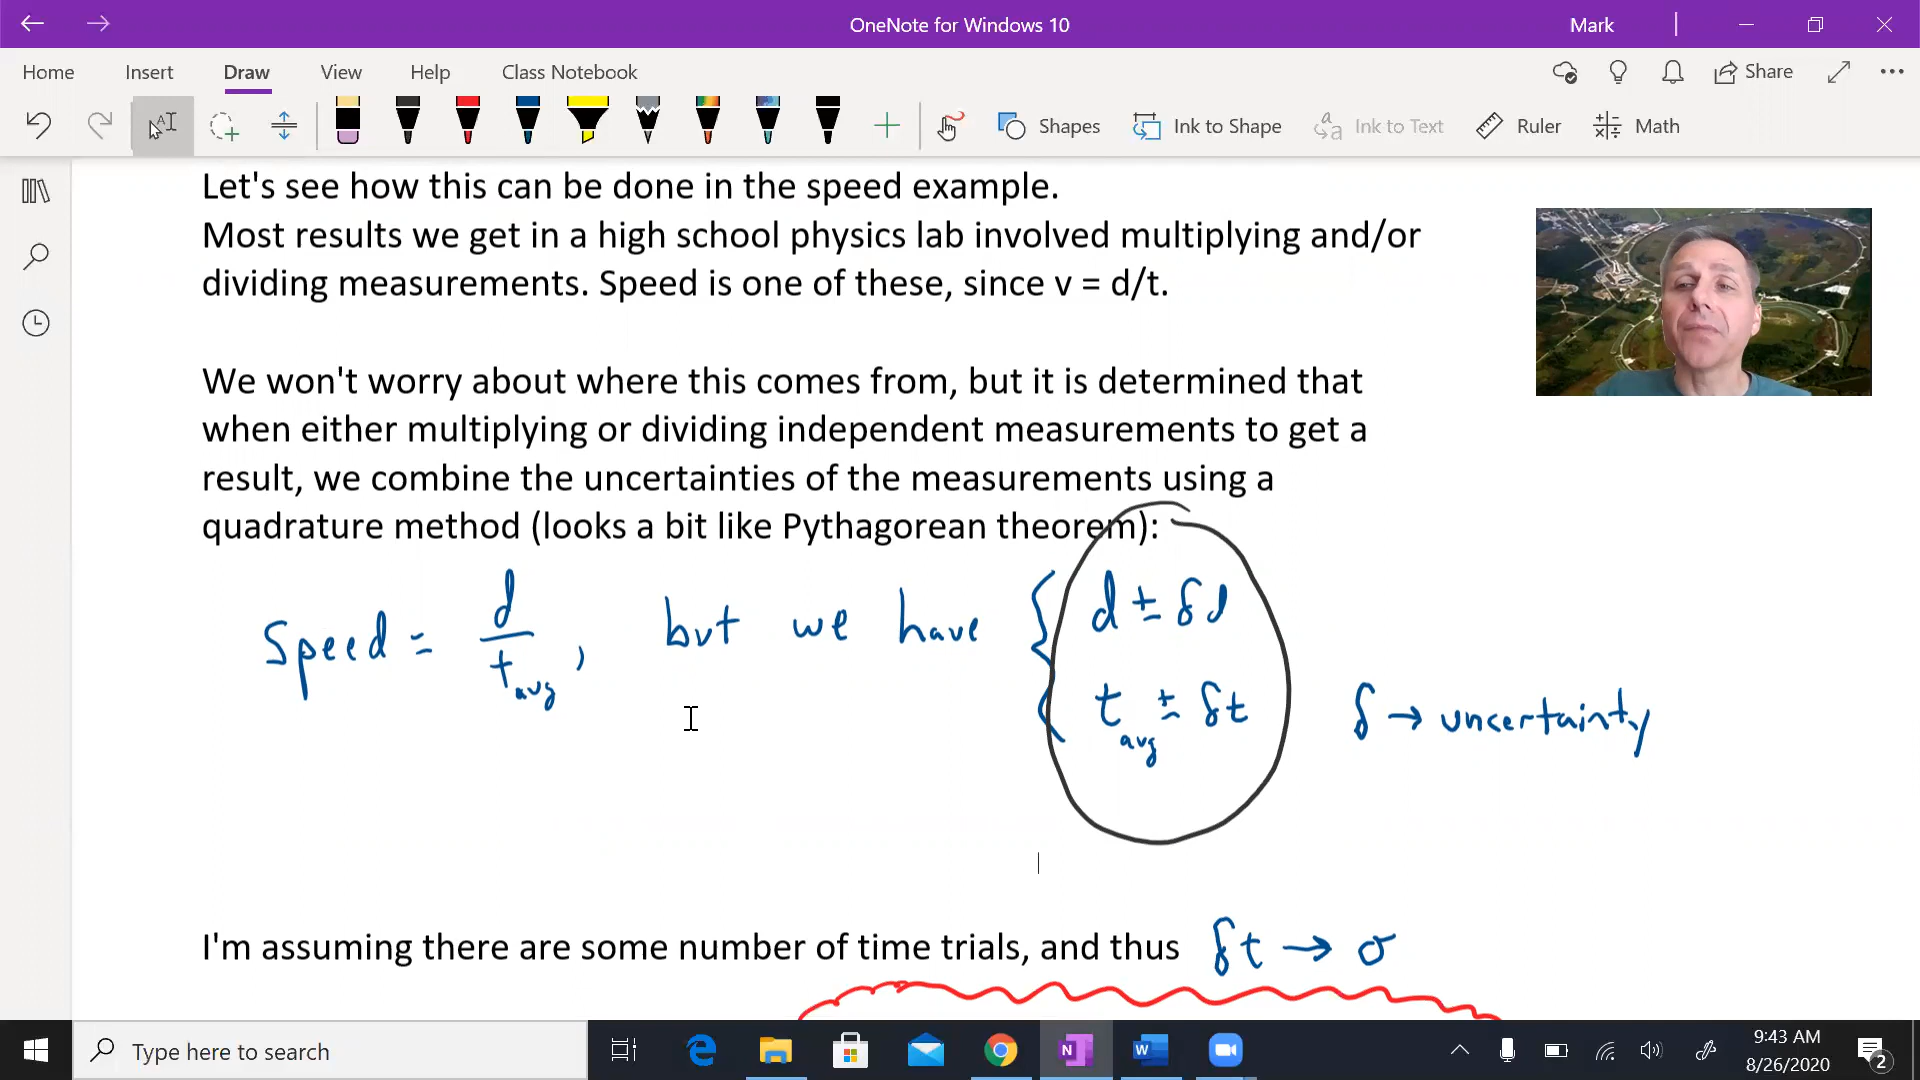 OneNote for Windows 10
Mark
Home Insert Draw View Help Class Notebook
Share
Shapes Ink to Shape Ink to Text Ruler Math
Let's see how this can be done in the speed example.
Most results we get in a high school physics lab involved multiplying and/or
dividing measurements. Speed is one of these, since v = d/t.
We won't worry about where this comes from, but it is determined that
when either multiplying or dividing independent measurements to get a
result, we combine the uncertainties of the measurements using a
quadrature method (looks a bit like Pythagorean theorem):
Speed = d/t avg, but we have { d ± δd
t avg ± δt
δ → uncertainty
I'm assuming there are some number of time trials, and thus δt → σ
Type here to search
9:43 AM
8/26/2020
2